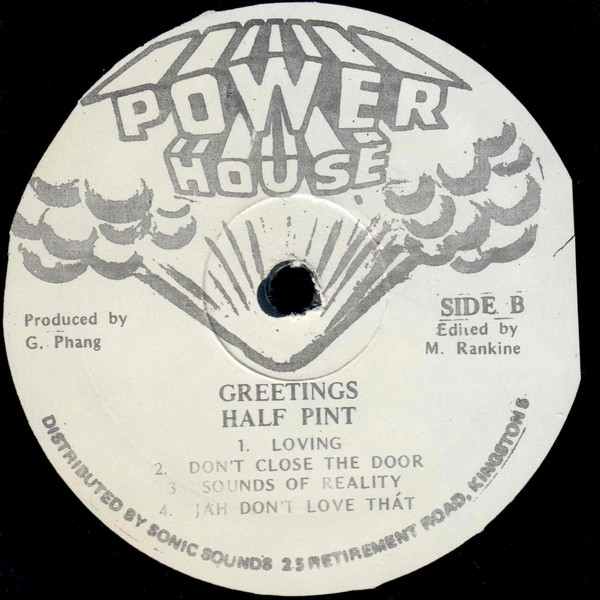 POWER
HOUSE
Produced by
G. Phang
SIDE B
Edited by
M. Rankine
GREETINGS
HALF PINT
1. LOVING
2. DON'T CLOSE THE DOOR
3. SOUNDS OF REALITY
4. JAH DON'T LOVE THÁT
DISTRIBUTED BY SONIC SOUNDS 25 RETIREMENT ROAD, KINGSTON 5